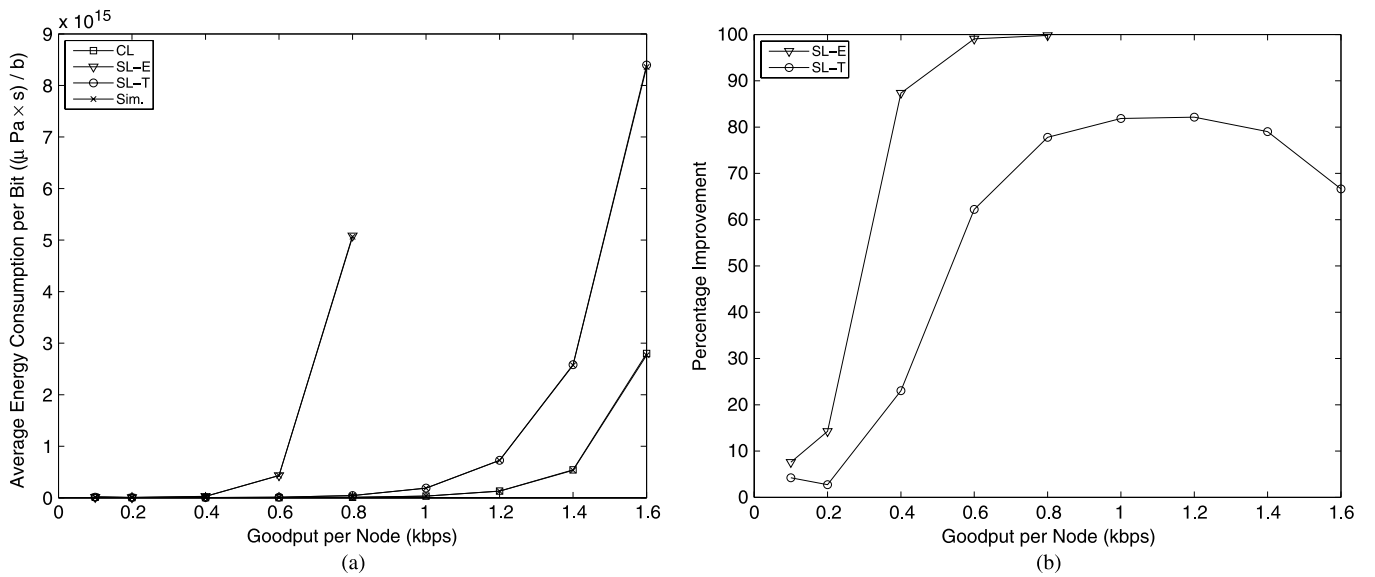 x 10^15
9
8
7
6
5
4
3
2
1
0
CL
SL-E
SL-T
Sim.
Average Energy Consumption per Bit ((μ Pa × s) / b)
0 0.2 0.4 0.6 0.8 1 1.2 1.4 1.6
Goodput per Node (kbps)
(a)
100
90
80
70
60
50
40
30
20
10
0
SL-E
SL-T
Percentage Improvement
0 0.2 0.4 0.6 0.8 1 1.2 1.4 1.6
Goodput per Node (kbps)
(b)